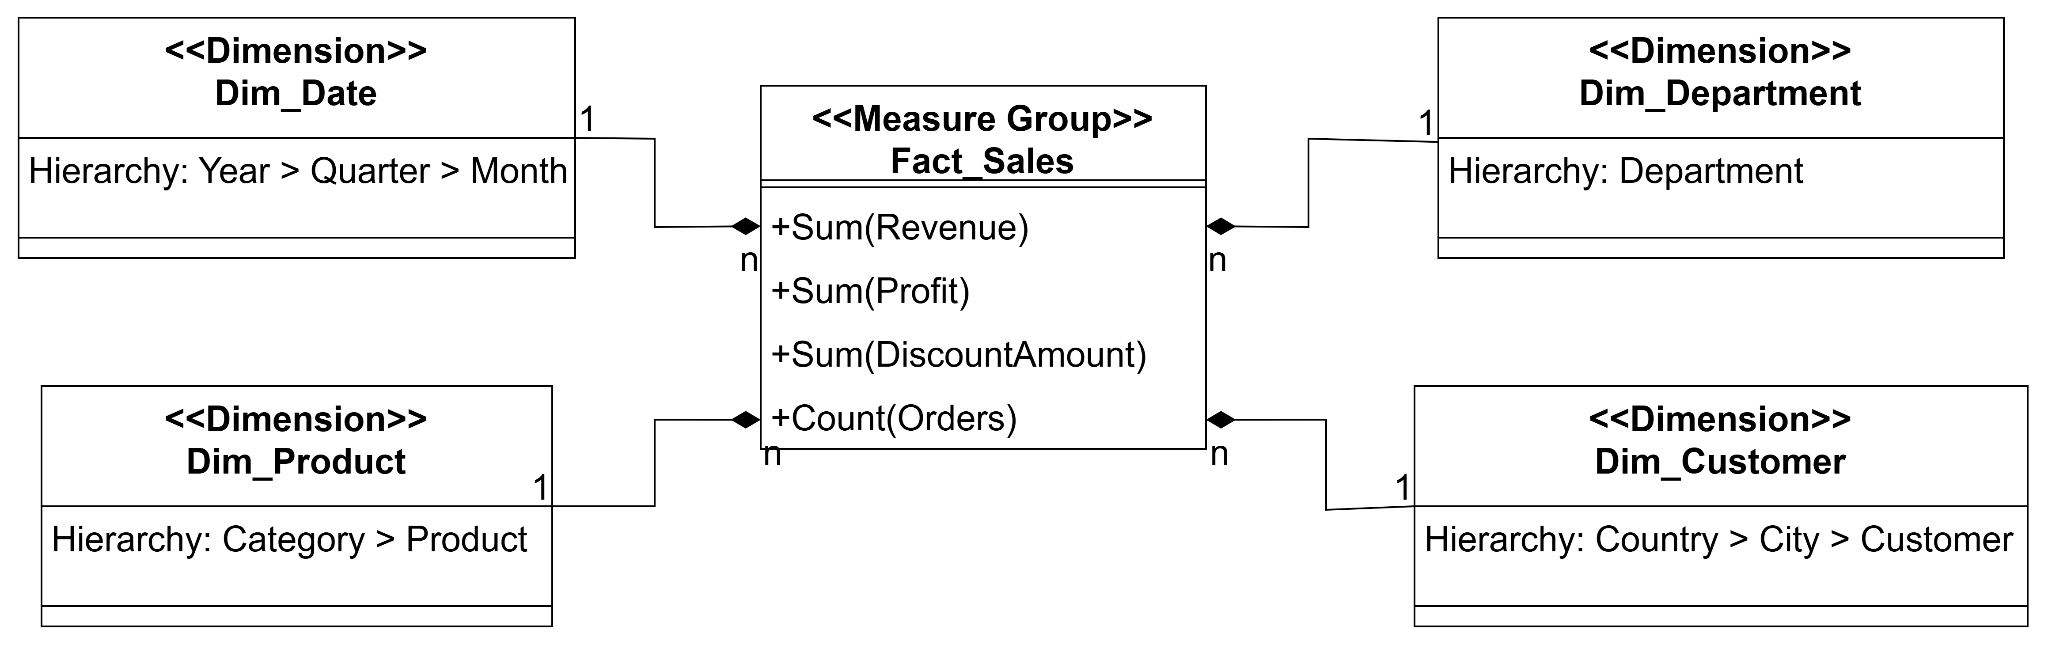 <<Dimension>>
Dim_Date
1
Hierarchy: Year > Quarter > Month
n
<<Measure Group>>
Fact_Sales
+Sum(Revenue)
+Sum(Profit)
+Sum(DiscountAmount)
+Count(Orders)
<<Dimension>>
Dim_Department
1
Hierarchy: Department
n
<<Dimension>>
Dim_Product
1
Hierarchy: Category > Product
n
<<Dimension>>
Dim_Customer
1
Hierarchy: Country > City > Customer
n